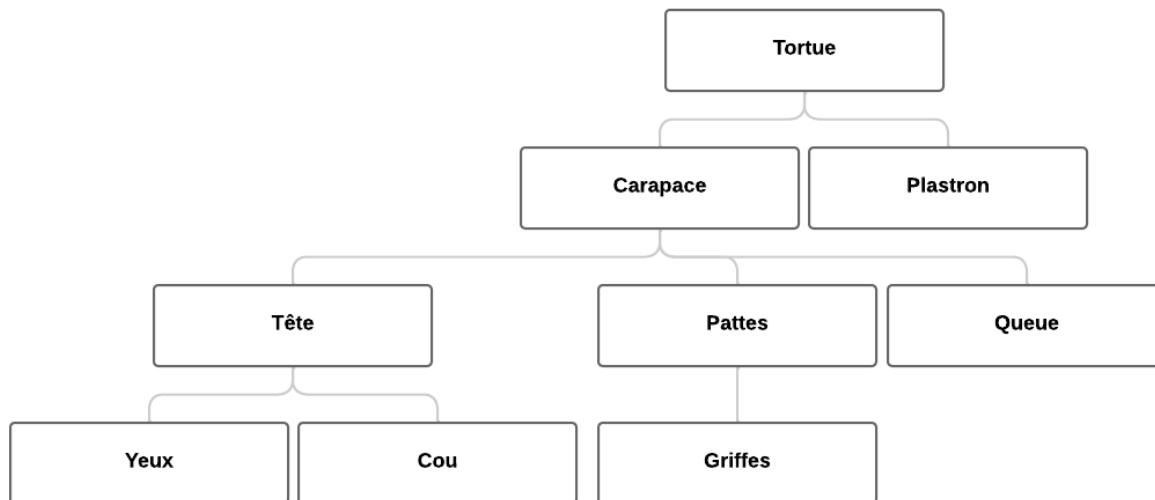 Tortue
Carapace
Plastron
Tête
Pattes
Queue
Yeux
Cou
Griffes